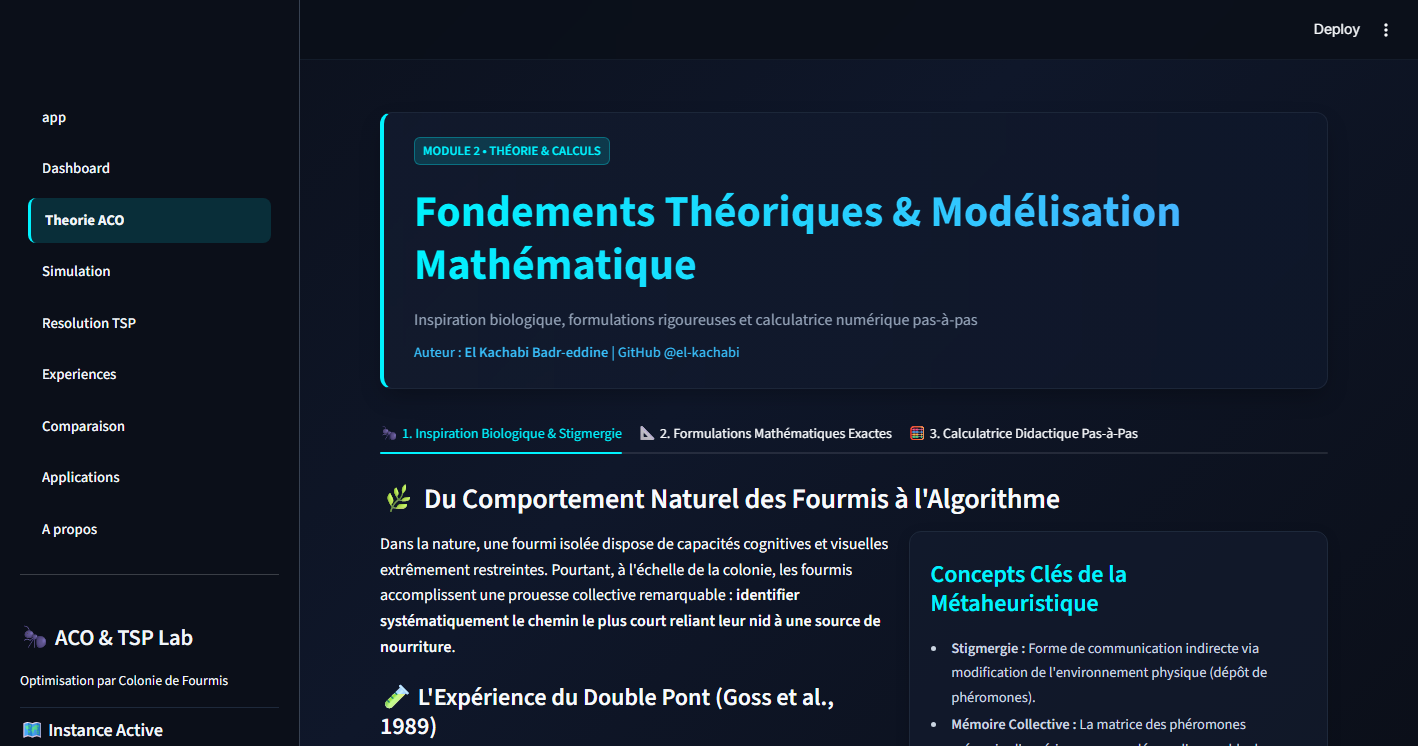 Deploy
app
Dashboard
Theorie ACO
Simulation
Resolution TSP
Experiences
Comparaison
Applications
A propos
ACO & TSP Lab
Optimisation par Colonie de Fourmis
Instance Active
MODULE 2 • THÉORIE & CALCULS
Fondements Théoriques & Modélisation
Mathématique
Inspiration biologique, formulations rigoureuses et calculatrice numérique pas-à-pas
Auteur : El Kachabi Badr-eddine | GitHub @el-kachabi
1. Inspiration Biologique & Stigmergie
2. Formulations Mathématiques Exactes
3. Calculatrice Didactique Pas-à-Pas
Du Comportement Naturel des Fourmis à l'Algorithme
Dans la nature, une fourmi isolée dispose de capacités cognitives et visuelles
extrêmement restreintes. Pourtant, à l'échelle de la colonie, les fourmis
accomplissent une prouesse collective remarquable : identifier
systématiquement le chemin le plus court reliant leur nid à une source de
nourriture.
L'Expérience du Double Pont (Goss et al.,
1989)
Concepts Clés de la
Métaheuristique
Stigmergie : Forme de communication indirecte via
modification de l'environnement physique (dépôt de
phéromones).
Mémoire Collective : La matrice des phéromones